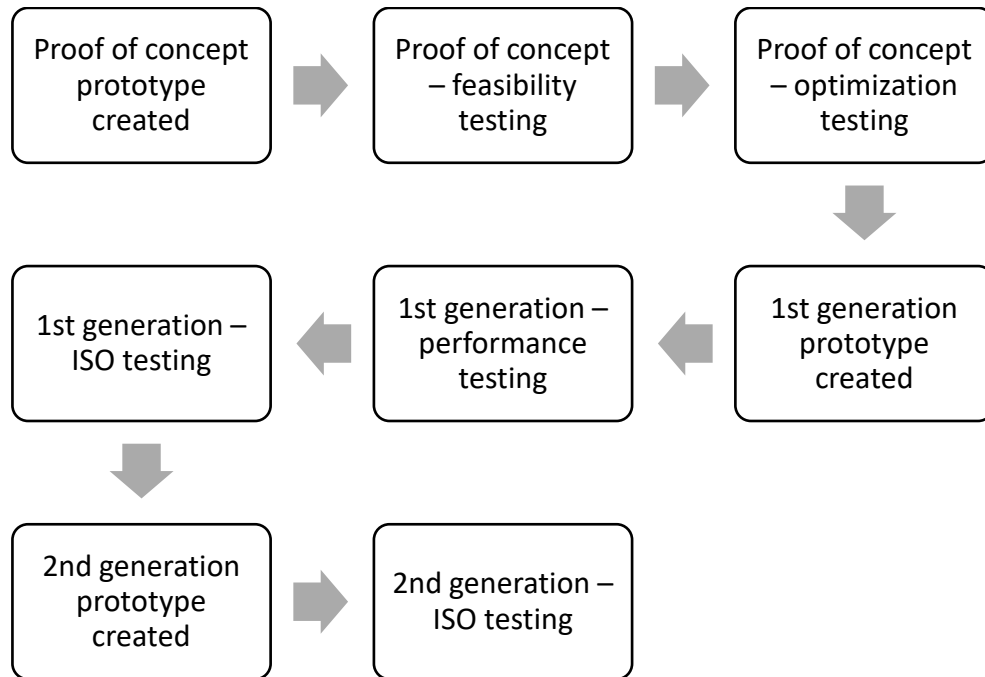 Proof of concept
prototype
created
Proof of concept
– feasibility
testing
Proof of concept
– optimization
testing
1st generation
prototype
created
1st generation –
performance
testing
1st generation –
ISO testing
2nd generation
prototype
created
2nd generation –
ISO testing